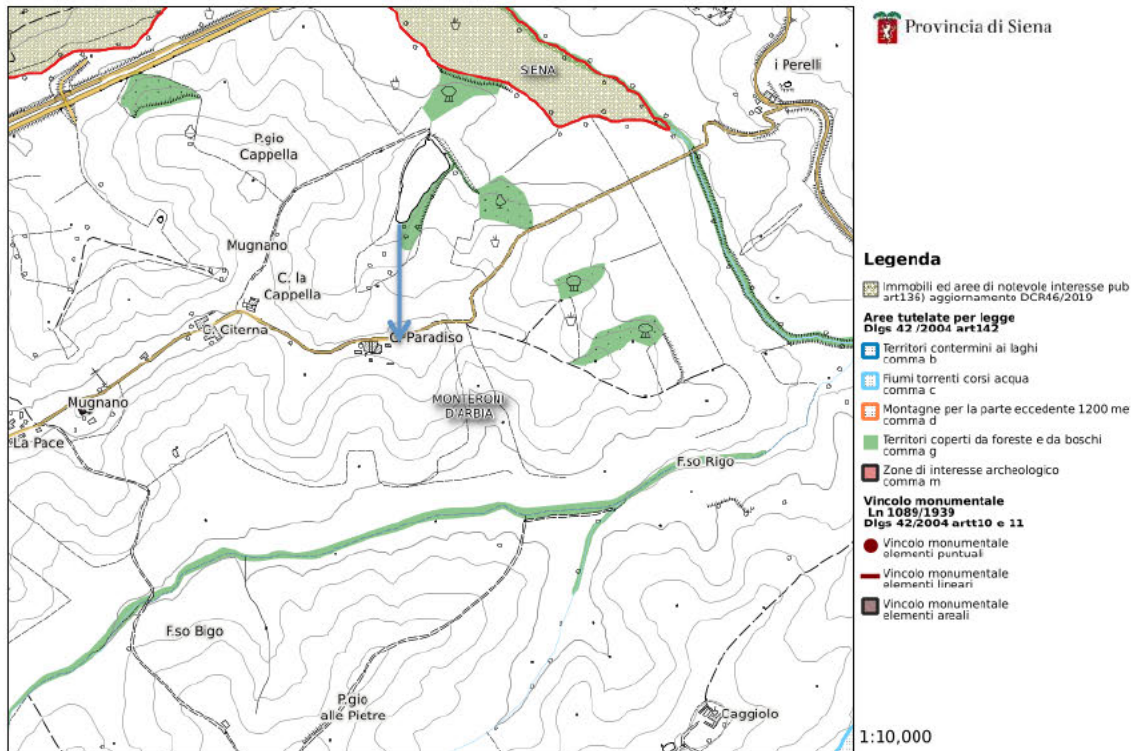 Provincia di Siena
i Perelli
SIENA
P.gio
Cappella
Mugnano
C. la
Cappella
C. Citerna
C. Paradiso
Mugnano
La Pace
MONTERONI
D'ARBIA
F.so Rigo
F.so Bigo
P.gio
alle Pietre
Caggiolo
Legenda
Immobili ed aree di notevole interesse pub
art136) aggiornamento DCR46/2019
Aree tutelate per legge
Dlgs 42 /2004 art142
Territori contermini ai laghi
comma b
Fiumi torrenti corsi acqua
comma c
Montagne per la parte eccedente 1200 me
comma d
Territori coperti da foreste e da boschi
comma g
Zone di interesse archeologico
comma m
Vincolo monumentale
Ln 1089/1939
Dlgs 42/2004 artt10 e 11
Vincolo monumentale
elementi puntuali
Vincolo monumentale
elementi lineari
Vincolo monumentale
elementi areali
1:10,000